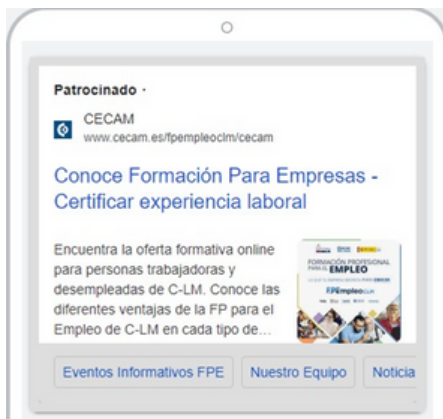 Patrocinado ·
CECAM
www.cecam.es/fpempleoclm/cecam
Conoce Formación Para Empresas -
Certificar experiencia laboral
Encuentra la oferta formativa online
para personas trabajadoras y
desempleadas de C-LM. Conoce las
diferentes ventajas de la FP para el
Empleo de C-LM en cada tipo de...
FORMACIÓN PROFESIONAL
PARA EL EMPLEO
FPEmpleoCLM
Eventos Informativos FPE
Nuestro Equipo
Noticia